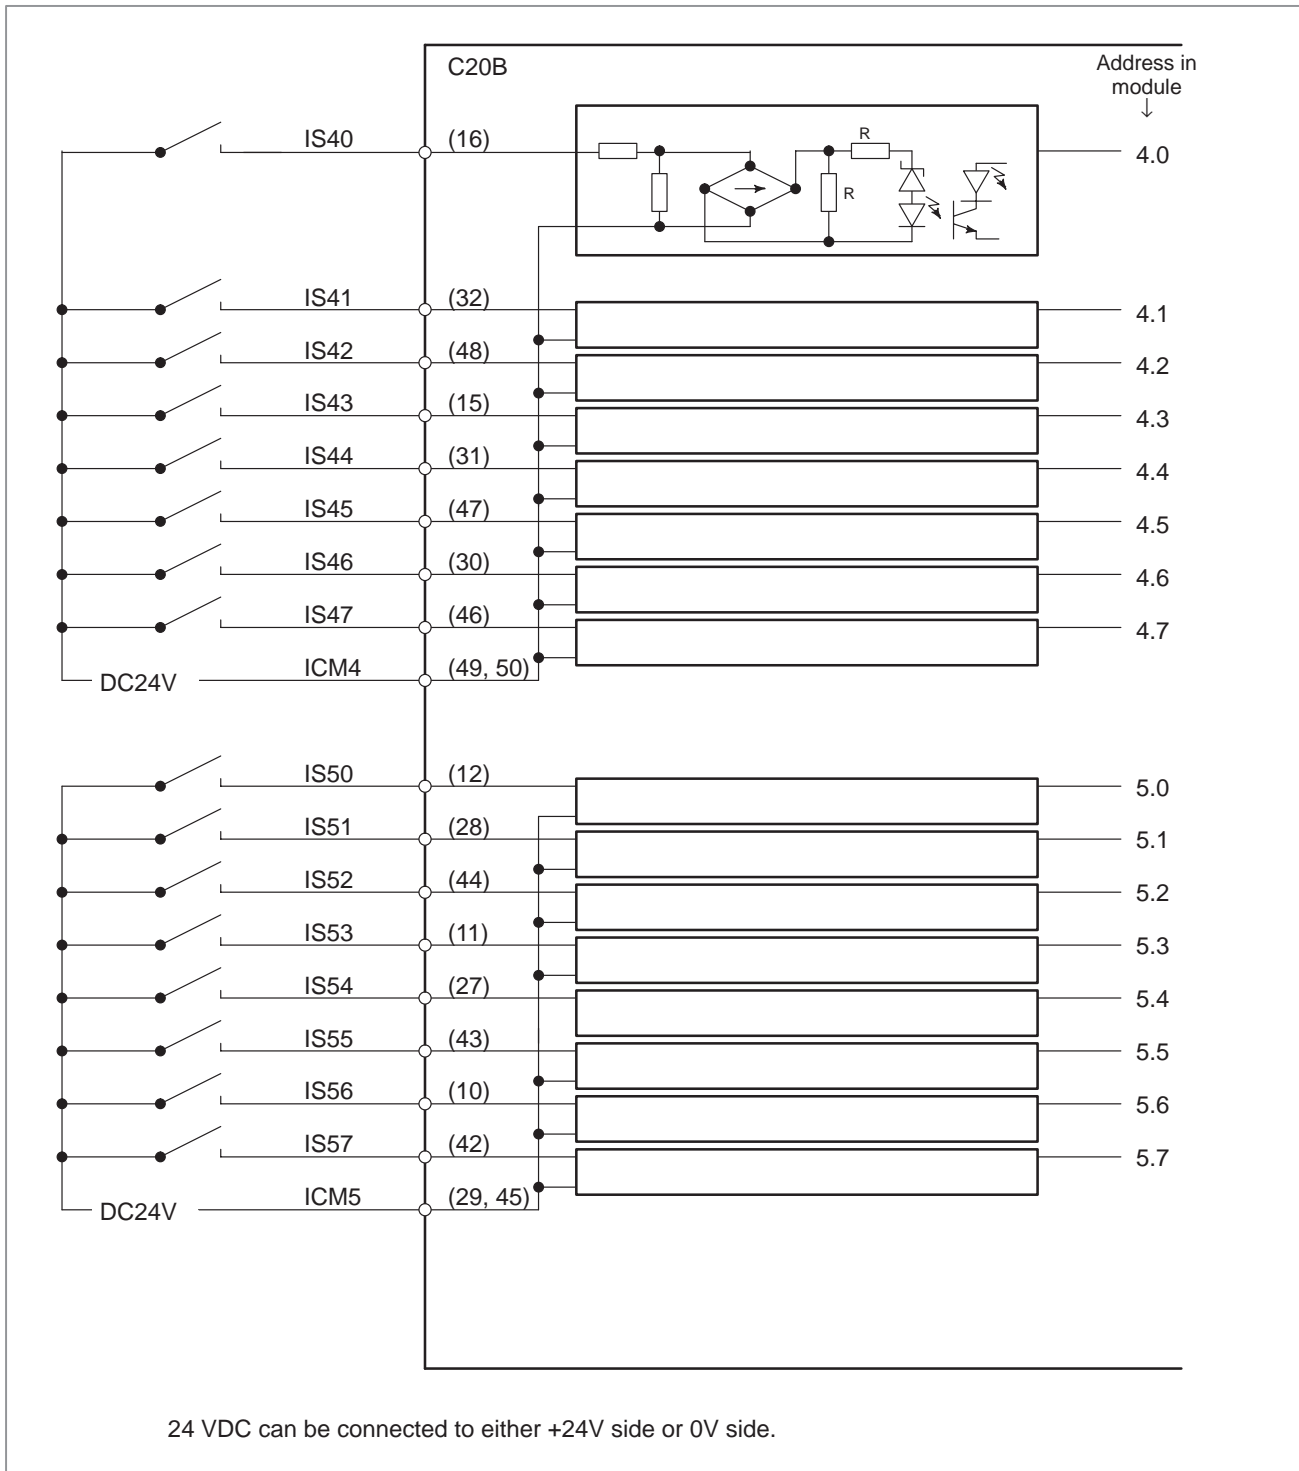 C20B
Address in
module
↓
IS40 (16) 4.0
R
R
IS41 (32) 4.1
IS42 (48) 4.2
IS43 (15) 4.3
IS44 (31) 4.4
IS45 (47) 4.5
IS46 (30) 4.6
IS47 (46) 4.7
DC24V ICM4 (49, 50)
IS50 (12) 5.0
IS51 (28) 5.1
IS52 (44) 5.2
IS53 (11) 5.3
IS54 (27) 5.4
IS55 (43) 5.5
IS56 (10) 5.6
IS57 (42) 5.7
DC24V ICM5 (29, 45)
24 VDC can be connected to either +24V side or 0V side.